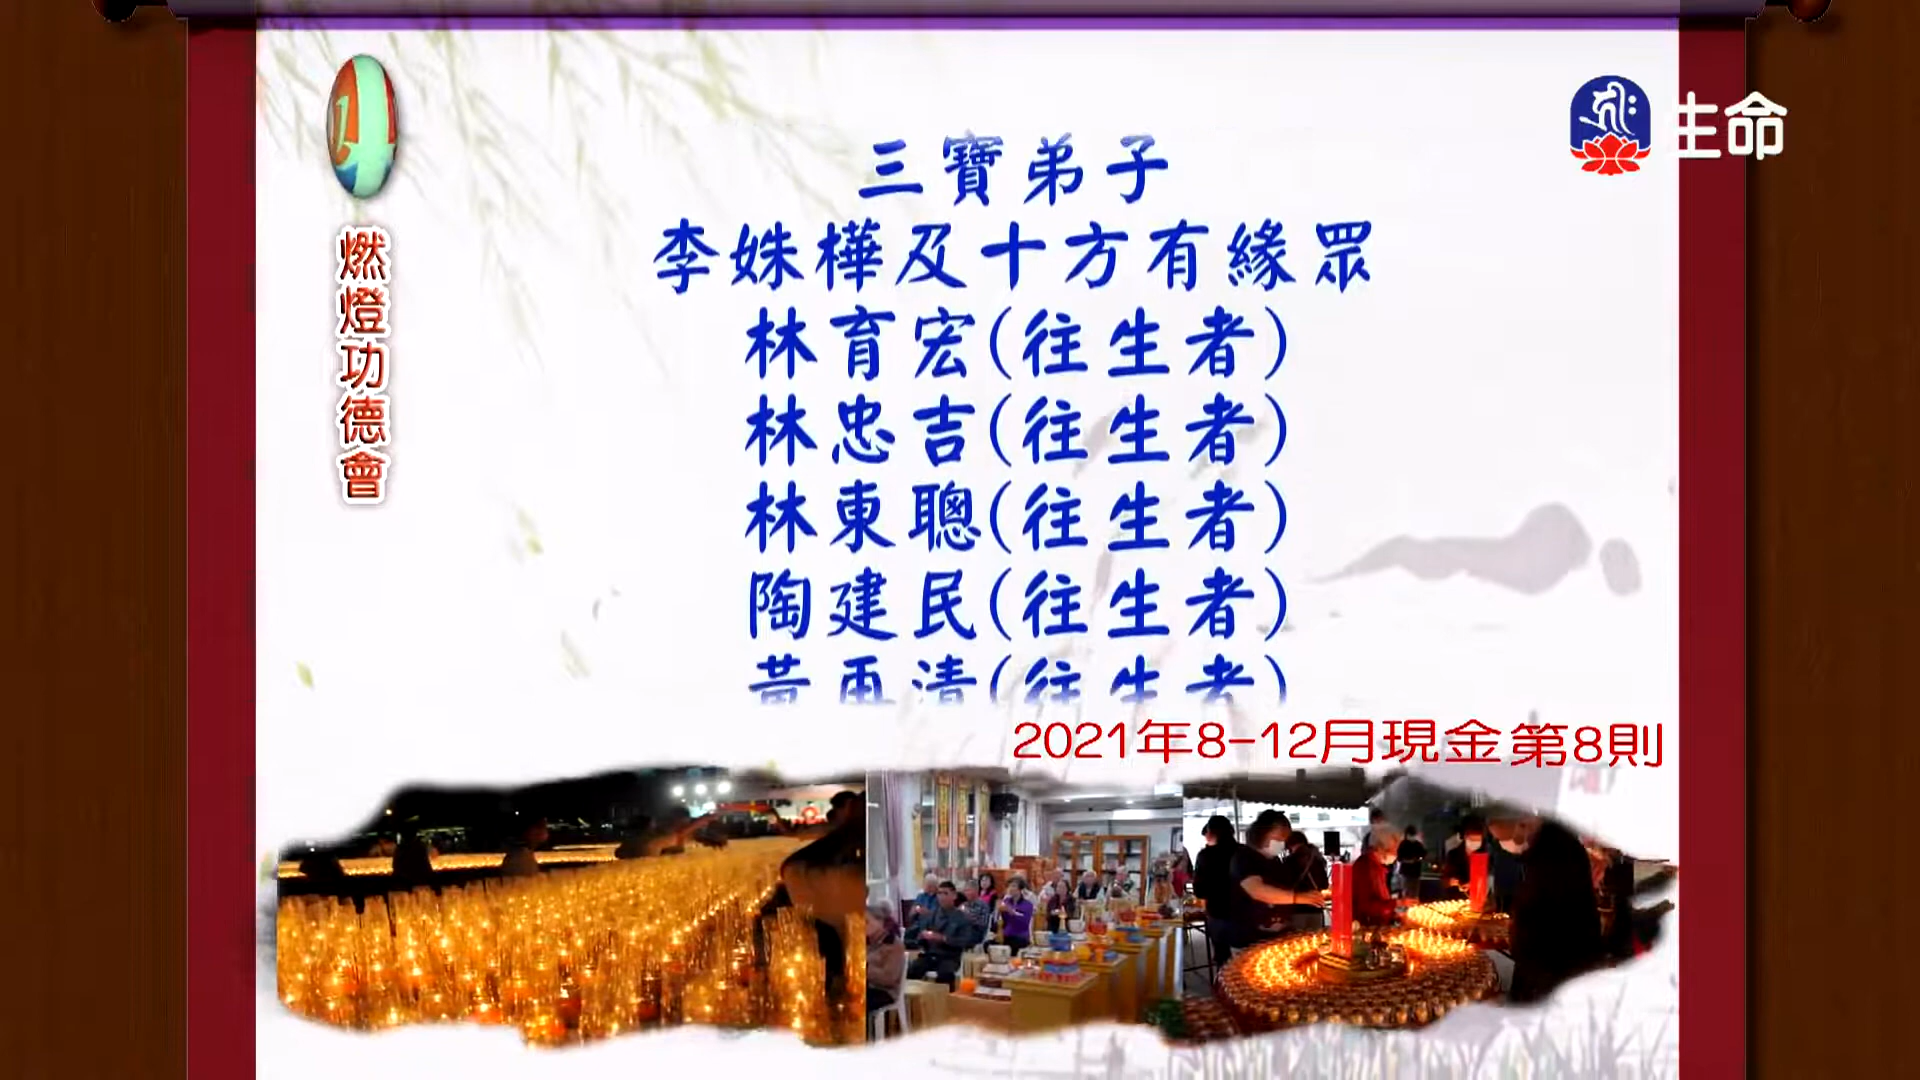 生命
燃燈功德會
三寶弟子
李姝樺及十方有緣眾
林育宏(往生者)
林忠吉(往生者)
林東聰(往生者)
陶建民(往生者)
2021年8-12月現金第8則